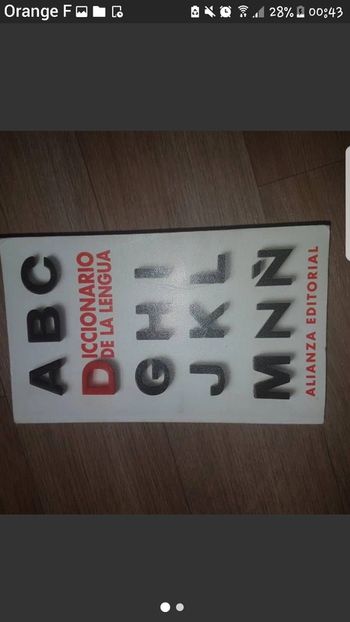 Orange F 28% 00:43
A B C
DICCIONARIO
DE LA LENGUA
G H I
J K L
M N Ñ
ALIANZA EDITORIAL